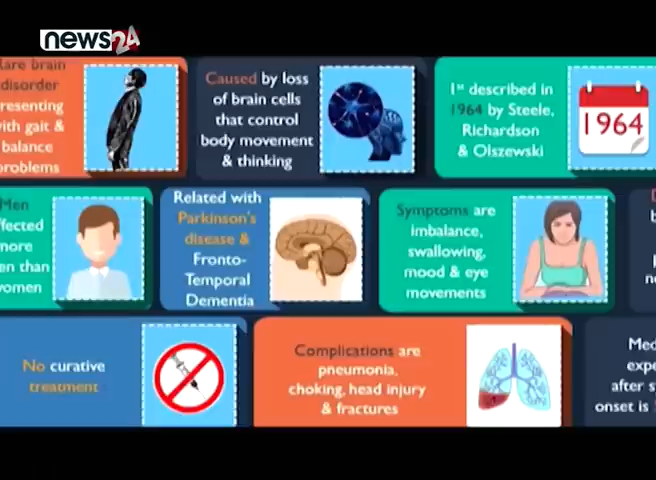 news24
Rare brain
disorder
presenting
with gait &
balance
problems
Caused by loss
of brain cells
that control
body movement
& thinking
1st described in
1964 by Steele,
Richardson
& Olszewski
1964
Men
affected
more
often than
women
Related with
Parkinson's
disease &
Fronto-
Temporal
Dementia
Symptoms are
imbalance,
swallowing,
mood & eye
movements
No curative
treatment
Complications are
pneumonia,
choking, head injury
& fractures
Med
expe
after s
onset is